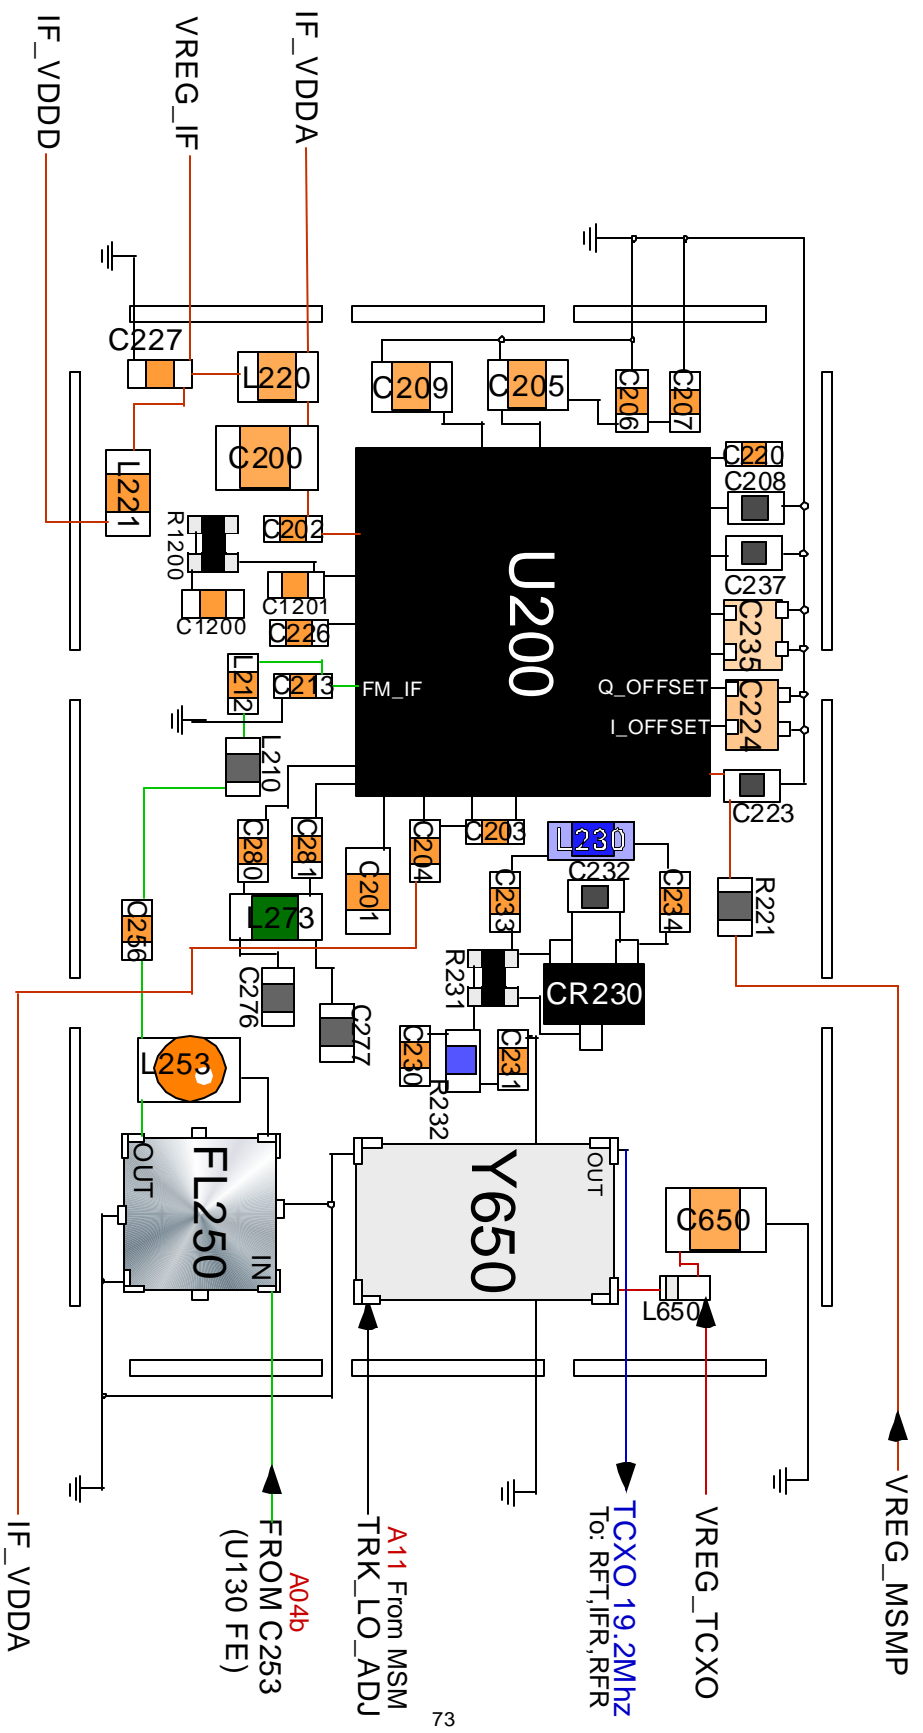 IF_VDDD
VREG_IF
IF_VDDA
C227
L220
C209
C205
C206
C207
C200
L221
C220
C208
C202
R1200
U200
C237
C1201
C1200
C226
C235
L212
C213
FM_IF
Q_OFFSET
I_OFFSET
C224
L210
C223
C280
C281
C204
C203
L230
C232
C201
C233
C234
R221
L273
C256
R231
CR230
C276
C277
C230
C231
R232
L253
OUT
FL250
IN
Y650
OUT
C650
L650
VREG_MSMP
VREG_TCXO
TCXO 19.2Mhz
To: RFT,IFR,RFR
A11 From MSM
TRK_LO_ADJ
A04b
FROM C253
(U130 FE)
IF_VDDA
73